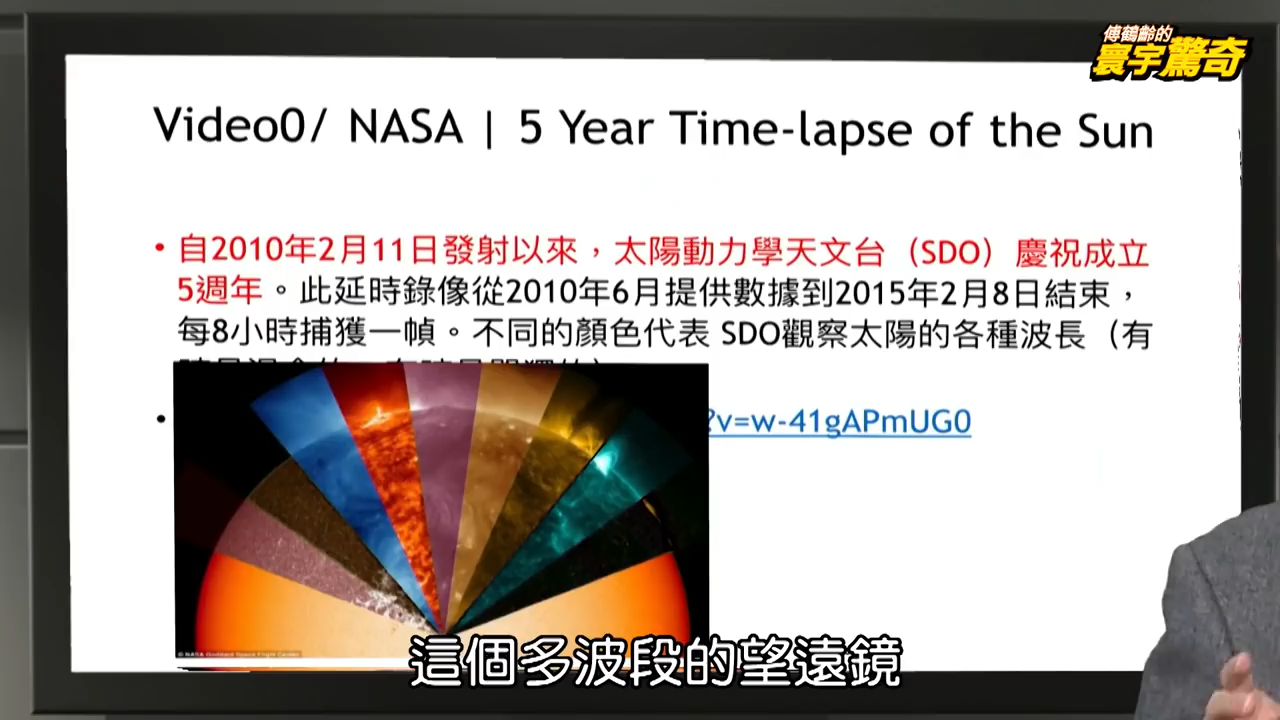 傅鶴齡的
寰宇驚奇
Video0/ NASA | 5 Year Time-lapse of the Sun
• 自2010年2月11日發射以來，太陽動力學天文台（SDO）慶祝成立
5週年。此延時錄像從2010年6月提供數據到2015年2月8日結束，
每8小時捕獲一幀。不同的顏色代表 SDO觀察太陽的各種波長（有
• ?v=w-41gAPmUG0
© NASA Goddard Space Flight Center
這個多波段的望遠鏡